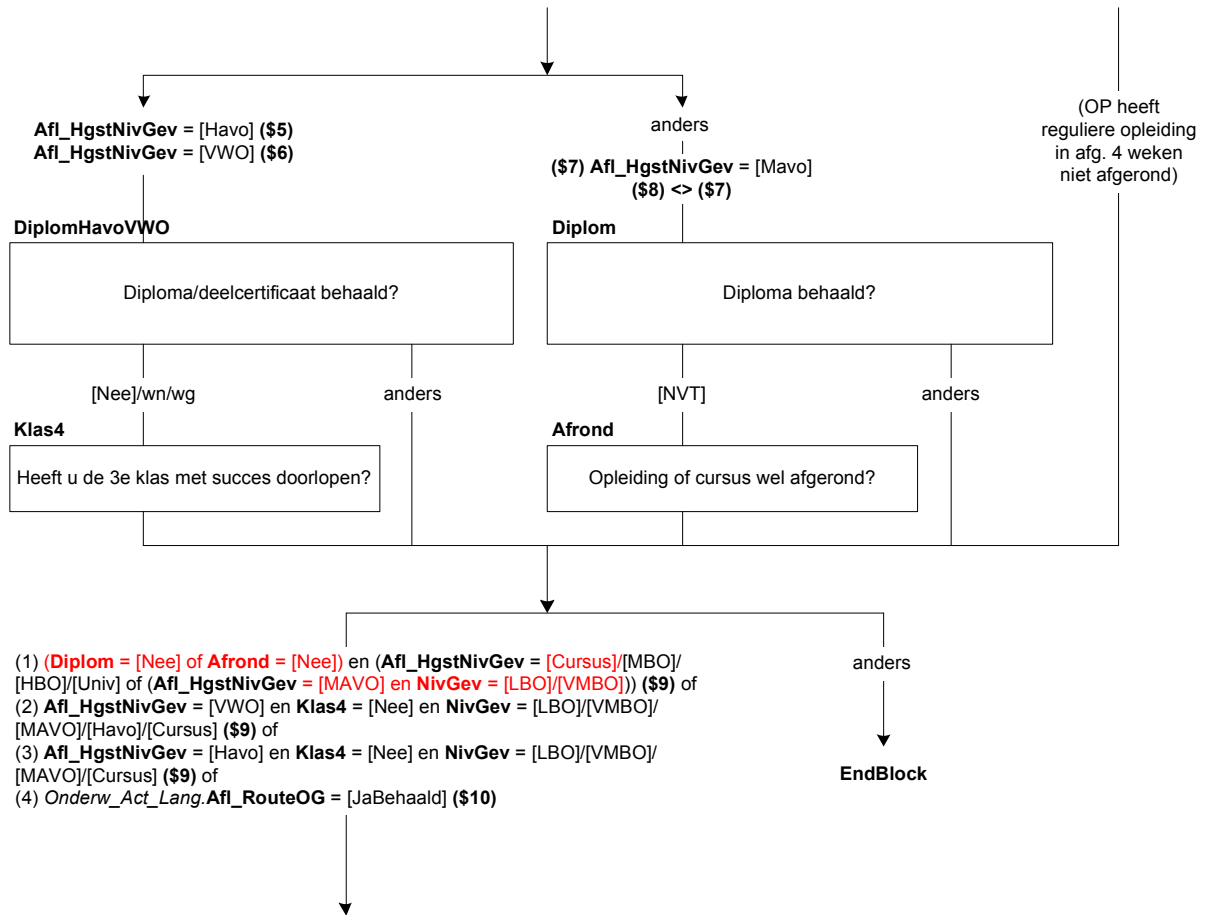 Afl_HgstNivGev = [Havo] ($5)
Afl_HgstNivGev = [VWO] ($6)
anders
($7) Afl_HgstNivGev = [Mavo]
($8) <> ($7)
(OP heeft
reguliere opleiding
in afg. 4 weken
niet afgerond)
DiplomHavoVWO
Diploma/deelcertificaat behaald?
Diplom
Diploma behaald?
[Nee]/wn/wg
anders
[NVT]
anders
Klas4
Heeft u de 3e klas met succes doorlopen?
Afrond
Opleiding of cursus wel afgerond?
(1) (Diplom = [Nee] of Afrond = [Nee]) en (Afl_HgstNivGev = [Cursus]/[MBO]/
[HBO]/[Univ] of (Afl_HgstNivGev = [MAVO] en NivGev = [LBO]/[VMBO])) ($9) of
(2) Afl_HgstNivGev = [VWO] en Klas4 = [Nee] en NivGev = [LBO]/[VMBO]/
[MAVO]/[Havo]/[Cursus] ($9) of
(3) Afl_HgstNivGev = [Havo] en Klas4 = [Nee] en NivGev = [LBO]/[VMBO]/
[MAVO]/[Cursus] ($9) of
(4) Onderw_Act_Lang.Afl_RouteOG = [JaBehaald] ($10)
anders
EndBlock